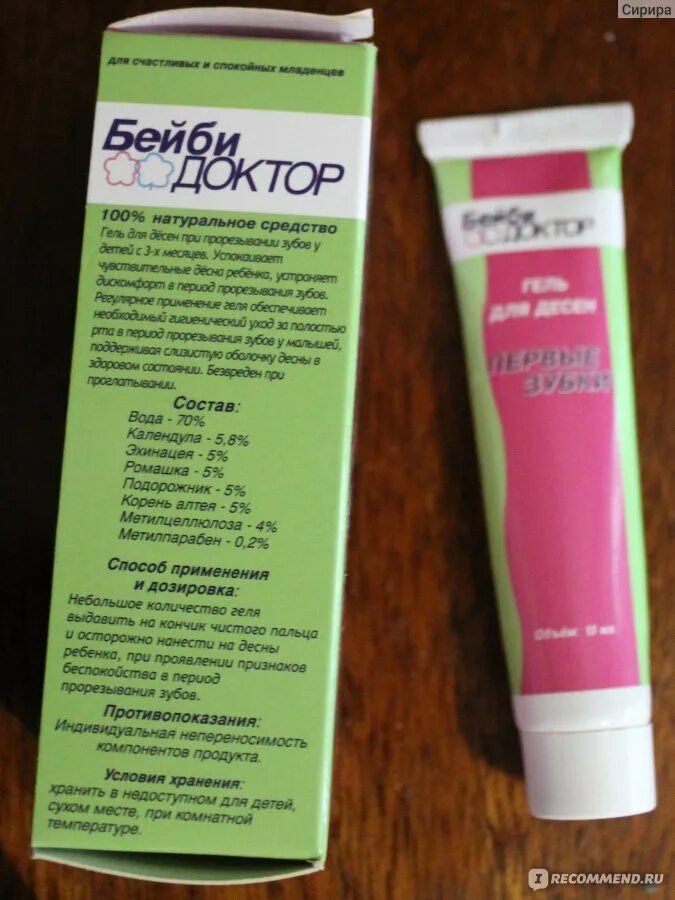 Сирира
для счастливых и спокойных младенцев
Бейби
ДОКТОР
100% натуральное средство
Гель для дёсен при прорезывании зубов у
детей с 3-х месяцев. Успокаивает
чувствительные дёсна ребёнка, устраняет
дискомфорт в период прорезывания зубов.
Регулярное применение геля обеспечивает
необходимый гигиенический уход за полостью
рта в период прорезывания зубов у малышей,
поддерживая слизистую оболочку десны в
здоровом состоянии. Безвреден при
проглатывании.
Состав:
Вода - 70%
Календула - 5,8%
Эхинацея - 5%
Ромашка - 5%
Подорожник - 5%
Корень алтея - 5%
Метилцеллюлоза - 4%
Метилпарабен - 0,2%
Способ применения
и дозировка:
Небольшое количество геля
выдавить на кончик чистого пальца
и осторожно нанести на десны
ребенка, при проявлении признаков
беспокойства в период
прорезывания зубов.
Противопоказания:
Индивидуальная непереносимость
компонентов продукта.
Условия хранения:
хранить в недоступном для детей,
сухом месте, при комнатной
температуре.
Бейби
ДОКТОР
ГЕЛЬ
ДЛЯ ДЕСЕН
ПЕРВЫЕ
ЗУБКИ
Объём: 15 мл
IRECOMMEND.RU